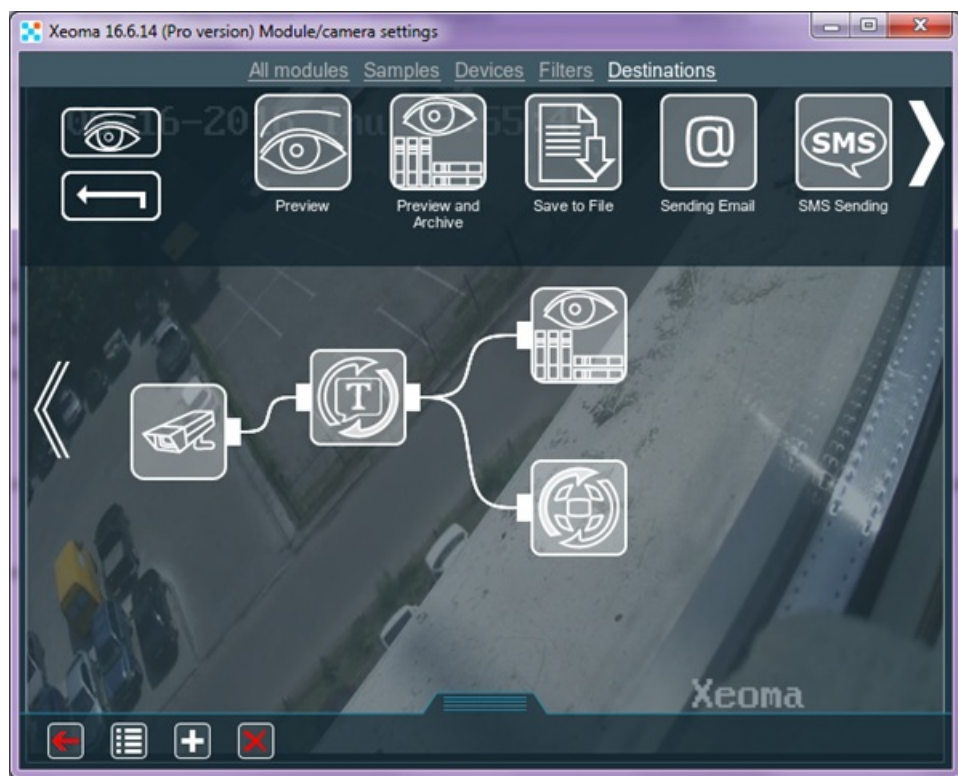 Xeoma 16.6.14 (Pro version) Module/camera settings
All modules Samples Devices Filters Destinations
@
SMS
Preview
Preview and
Archive
Save to File
Sending Email
SMS Sending
T
Xeoma